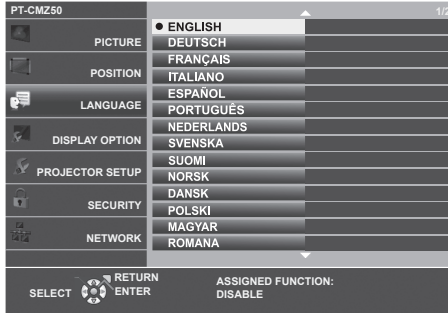 PT-CMZ50
1/2
PICTURE
POSITION
LANGUAGE
DISPLAY OPTION
PROJECTOR SETUP
SECURITY
NETWORK
ENGLISH
DEUTSCH
FRANÇAIS
ITALIANO
ESPAÑOL
PORTUGUÊS
NEDERLANDS
SVENSKA
SUOMI
NORSK
DANSK
POLSKI
MAGYAR
ROMANA
SELECT
RETURN
ENTER
ASSIGNED FUNCTION:
DISABLE